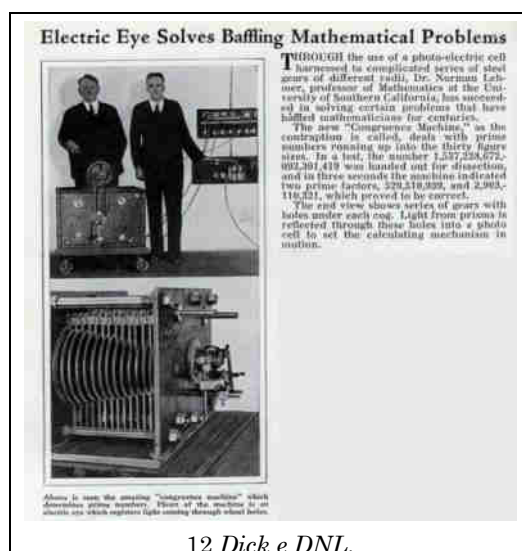 Electric Eye Solves Baffling Mathematical Problems
THROUGH the use of a photo-electric cell
harnessed to complicated series of steel
gears of different radii, Dr. Norman Leh-
mer, professor of Mathematics at the Uni-
versity of Southern California, has succeed-
ed in solving certain problems that have
baffled mathematicians for centuries.
The new "Congruence Machine," as the
contraption is called, deals with prime
numbers running up into the thirty figure
sizes. In a test, the number 1,537,228,672,-
093,301,419 was handed out for dissection,
and in three seconds the machine indicated
two prime factors, 529,510,939, and 2,903,-
110,321, which proved to be correct.
The end view shows series of gears with
holes under each cog. Light from prisms is
reflected through these holes into a photo
cell to set the calculating mechanism in
motion.
Above is seen the amazing "congruence machine" which
determines prime numbers. Heart of the machine is an
electric eye which registers light coming through wheel holes.
12 Dick e DNL.